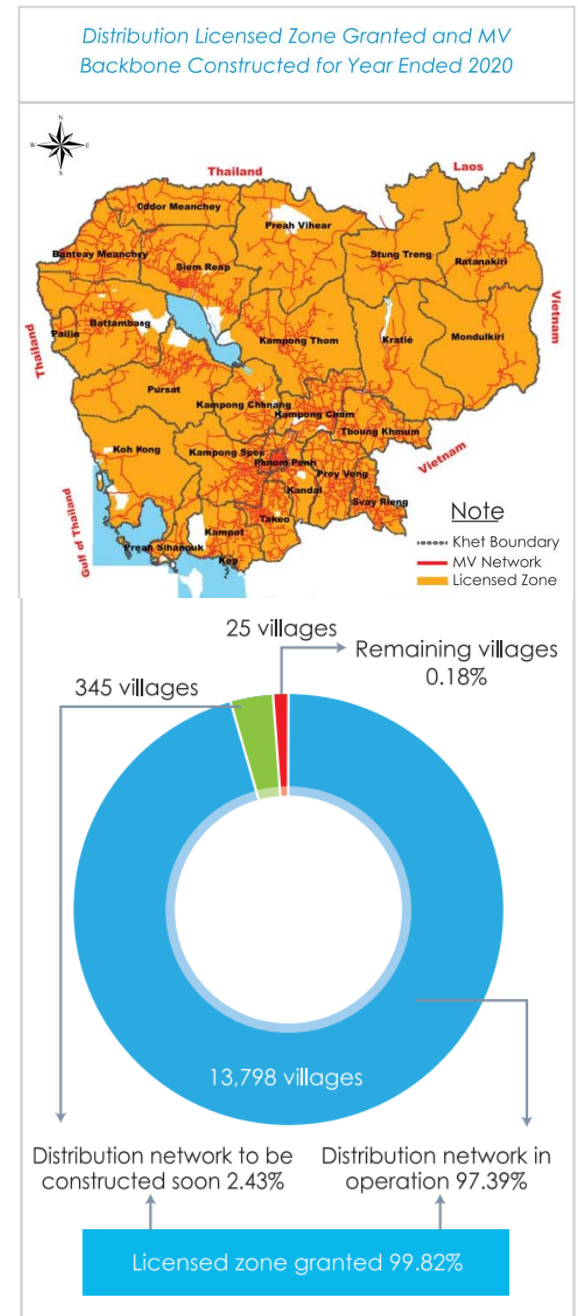 Distribution Licensed Zone Granted and MV
Backbone Constructed for Year Ended 2020
N
W
E
S
Thailand
Laos
Oddor Meanchey
Preah Vihear
Banteay Meanchey
Siem Reap
Stung Treng
Ratanakiri
Vietnam
Battambang
Pailin
Thailand
Kampong Thom
Kratié
Mondulkiri
Pursat
Kampong Chhnang
Kampong Cham
Tboung Khmum
Koh Kong
Kampong Speu
Phnom Penh
Prey Veng
Vietnam
Kandal
Svay Rieng
Gulf of Thailand
Takeo
Kampot
Preah Sihanouk
Kep
Note
Khet Boundary
MV Network
Licensed Zone
25 villages
Remaining villages
0.18%
345 villages
13,798 villages
Distribution network to be
constructed soon 2.43%
Distribution network in
operation 97.39%
Licensed zone granted 99.82%